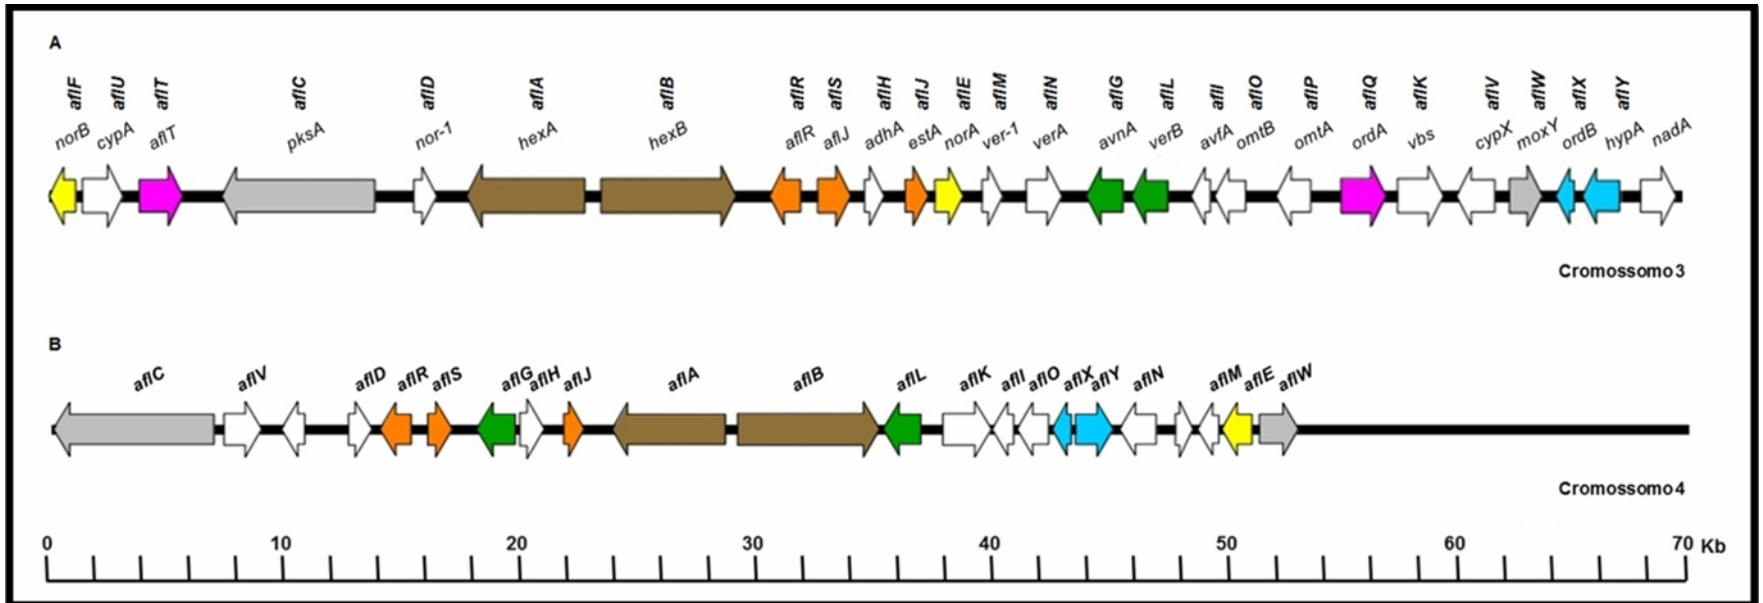 A
aflF aflU aflT aflC aflD aflA aflB aflR aflS aflH aflJ aflE aflM aflN aflG aflL aflI aflO aflP aflQ aflK aflV aflW aflX aflY
norB cypA aflT pksA nor-1 hexA hexB aflR aflJ adhA estA norA ver-1 verA avnA verB avfA omtB omtA ordA vbs cypX moxY ordB hypA nadA
Cromossomo3
B
aflC aflV aflD aflR aflS aflG aflH aflJ aflA aflB aflL aflK aflI aflO aflX aflY aflN aflM aflE aflW
Cromossomo4
0 10 20 30 40 50 60 70 Kb